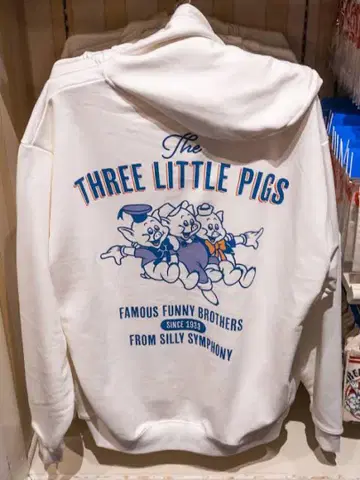 The
THREE LITTLE PIGS
FAMOUS FUNNY BROTHERS
SINCE 1933
FROM SILLY SYMPHONY